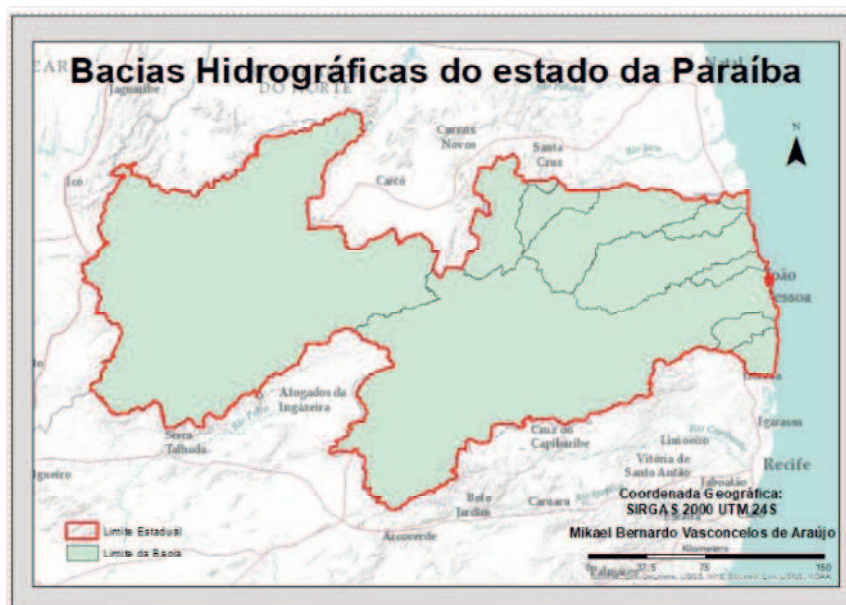 Bacias Hidrográficas do estado da Paraíba
Natal
DO NORTE
Jaguaribe
Currais
Novos
Santa
Cruz
N
Icó
Caicó
João
Pessoa
Afogados da
Ingazeira
Serra
Talhada
Cruz do
Capibaribe
Limoeiro
Igarassu
Vitória de
Santo Antão
Recife
Jaboatão
Belo
Jardim
Caruaru
Arcoverde
Coordenada Geográfica:
SIRGAS 2000 UTM 24S
Mikael Bernardo Vasconcelos de Araújo
Kilometers
0 37,5 75 150
Limite Estadual
Limite da Bacia